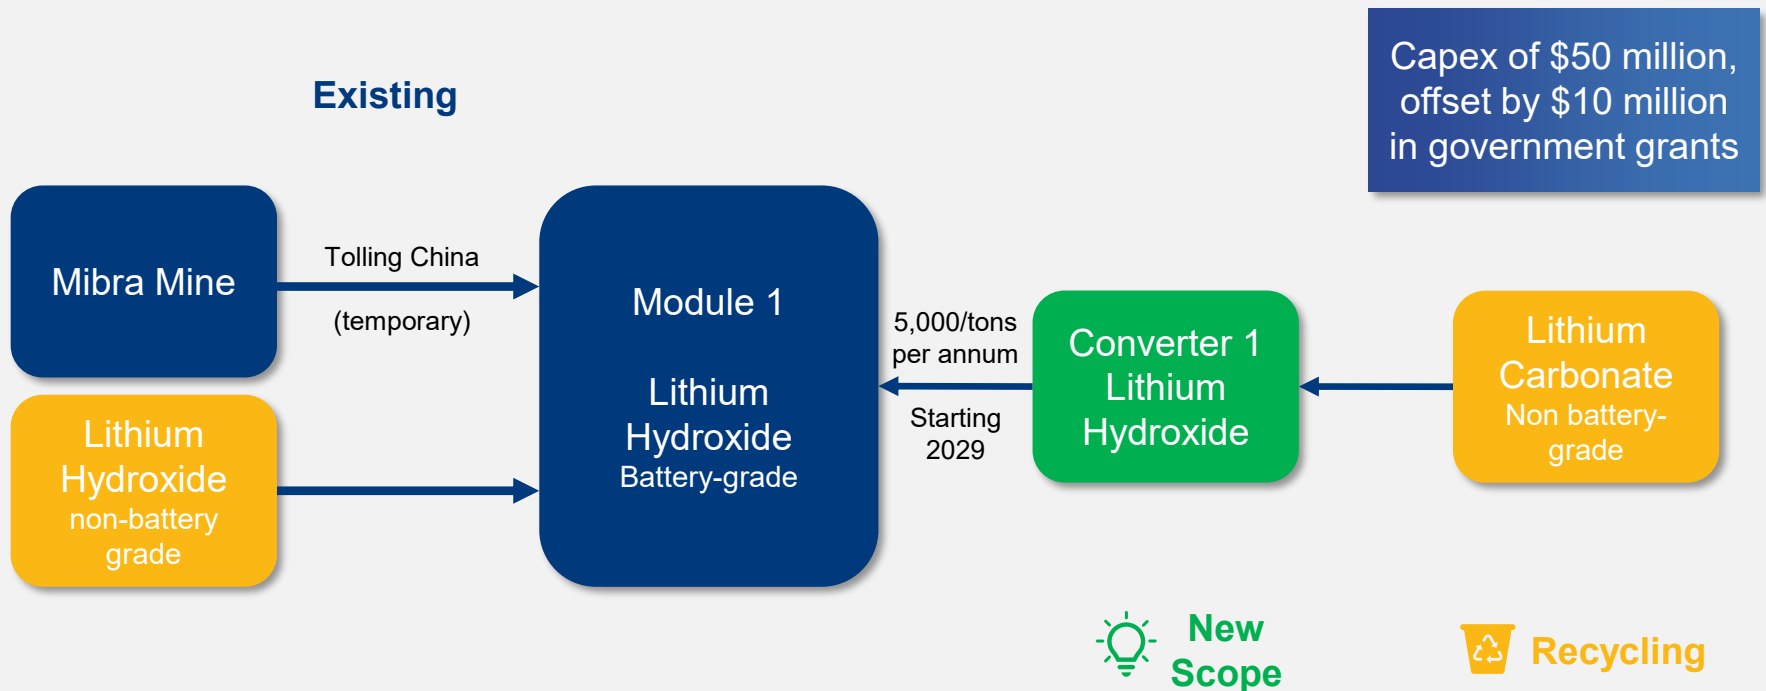 Existing
Capex of $50 million,
offset by $10 million
in government grants
Mibra Mine
Tolling China
(temporary)
Lithium
Hydroxide
non-battery
grade
Module 1
Lithium
Hydroxide
Battery-grade
5,000/tons
per annum
Starting
2029
Converter 1
Lithium
Hydroxide
Lithium
Carbonate
Non battery-
grade
New
Scope
Recycling